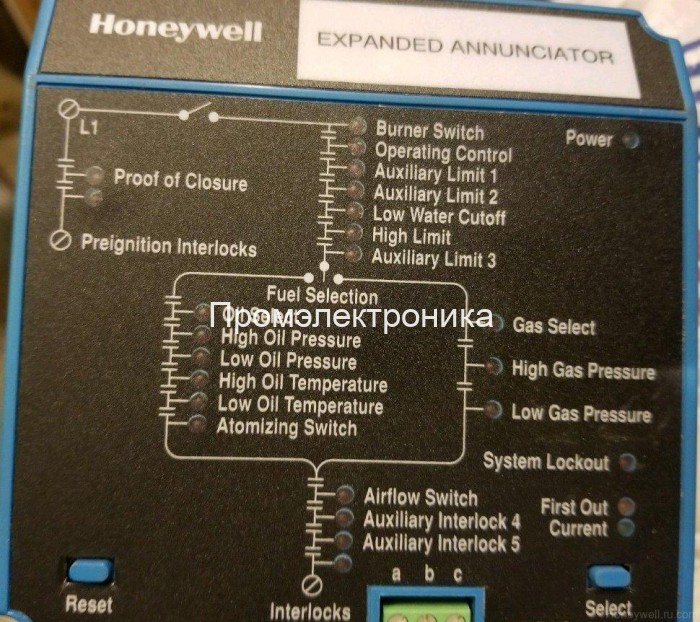 Honeywell
EXPANDED ANNUNCIATOR
L1
Burner Switch
Power
Operating Control
Auxiliary Limit 1
Proof of Closure
Auxiliary Limit 2
Low Water Cutoff
High Limit
Preignition Interlocks
Auxiliary Limit 3
Fuel Selection
Oil Select
Промэлектроника
Gas Select
High Oil Pressure
Low Oil Pressure
High Gas Pressure
High Oil Temperature
Low Oil Temperature
Low Gas Pressure
Atomizing Switch
System Lockout
Airflow Switch
First Out
Auxiliary Interlock 4
Current
Auxiliary Interlock 5
a b c
Reset
Interlocks
Select